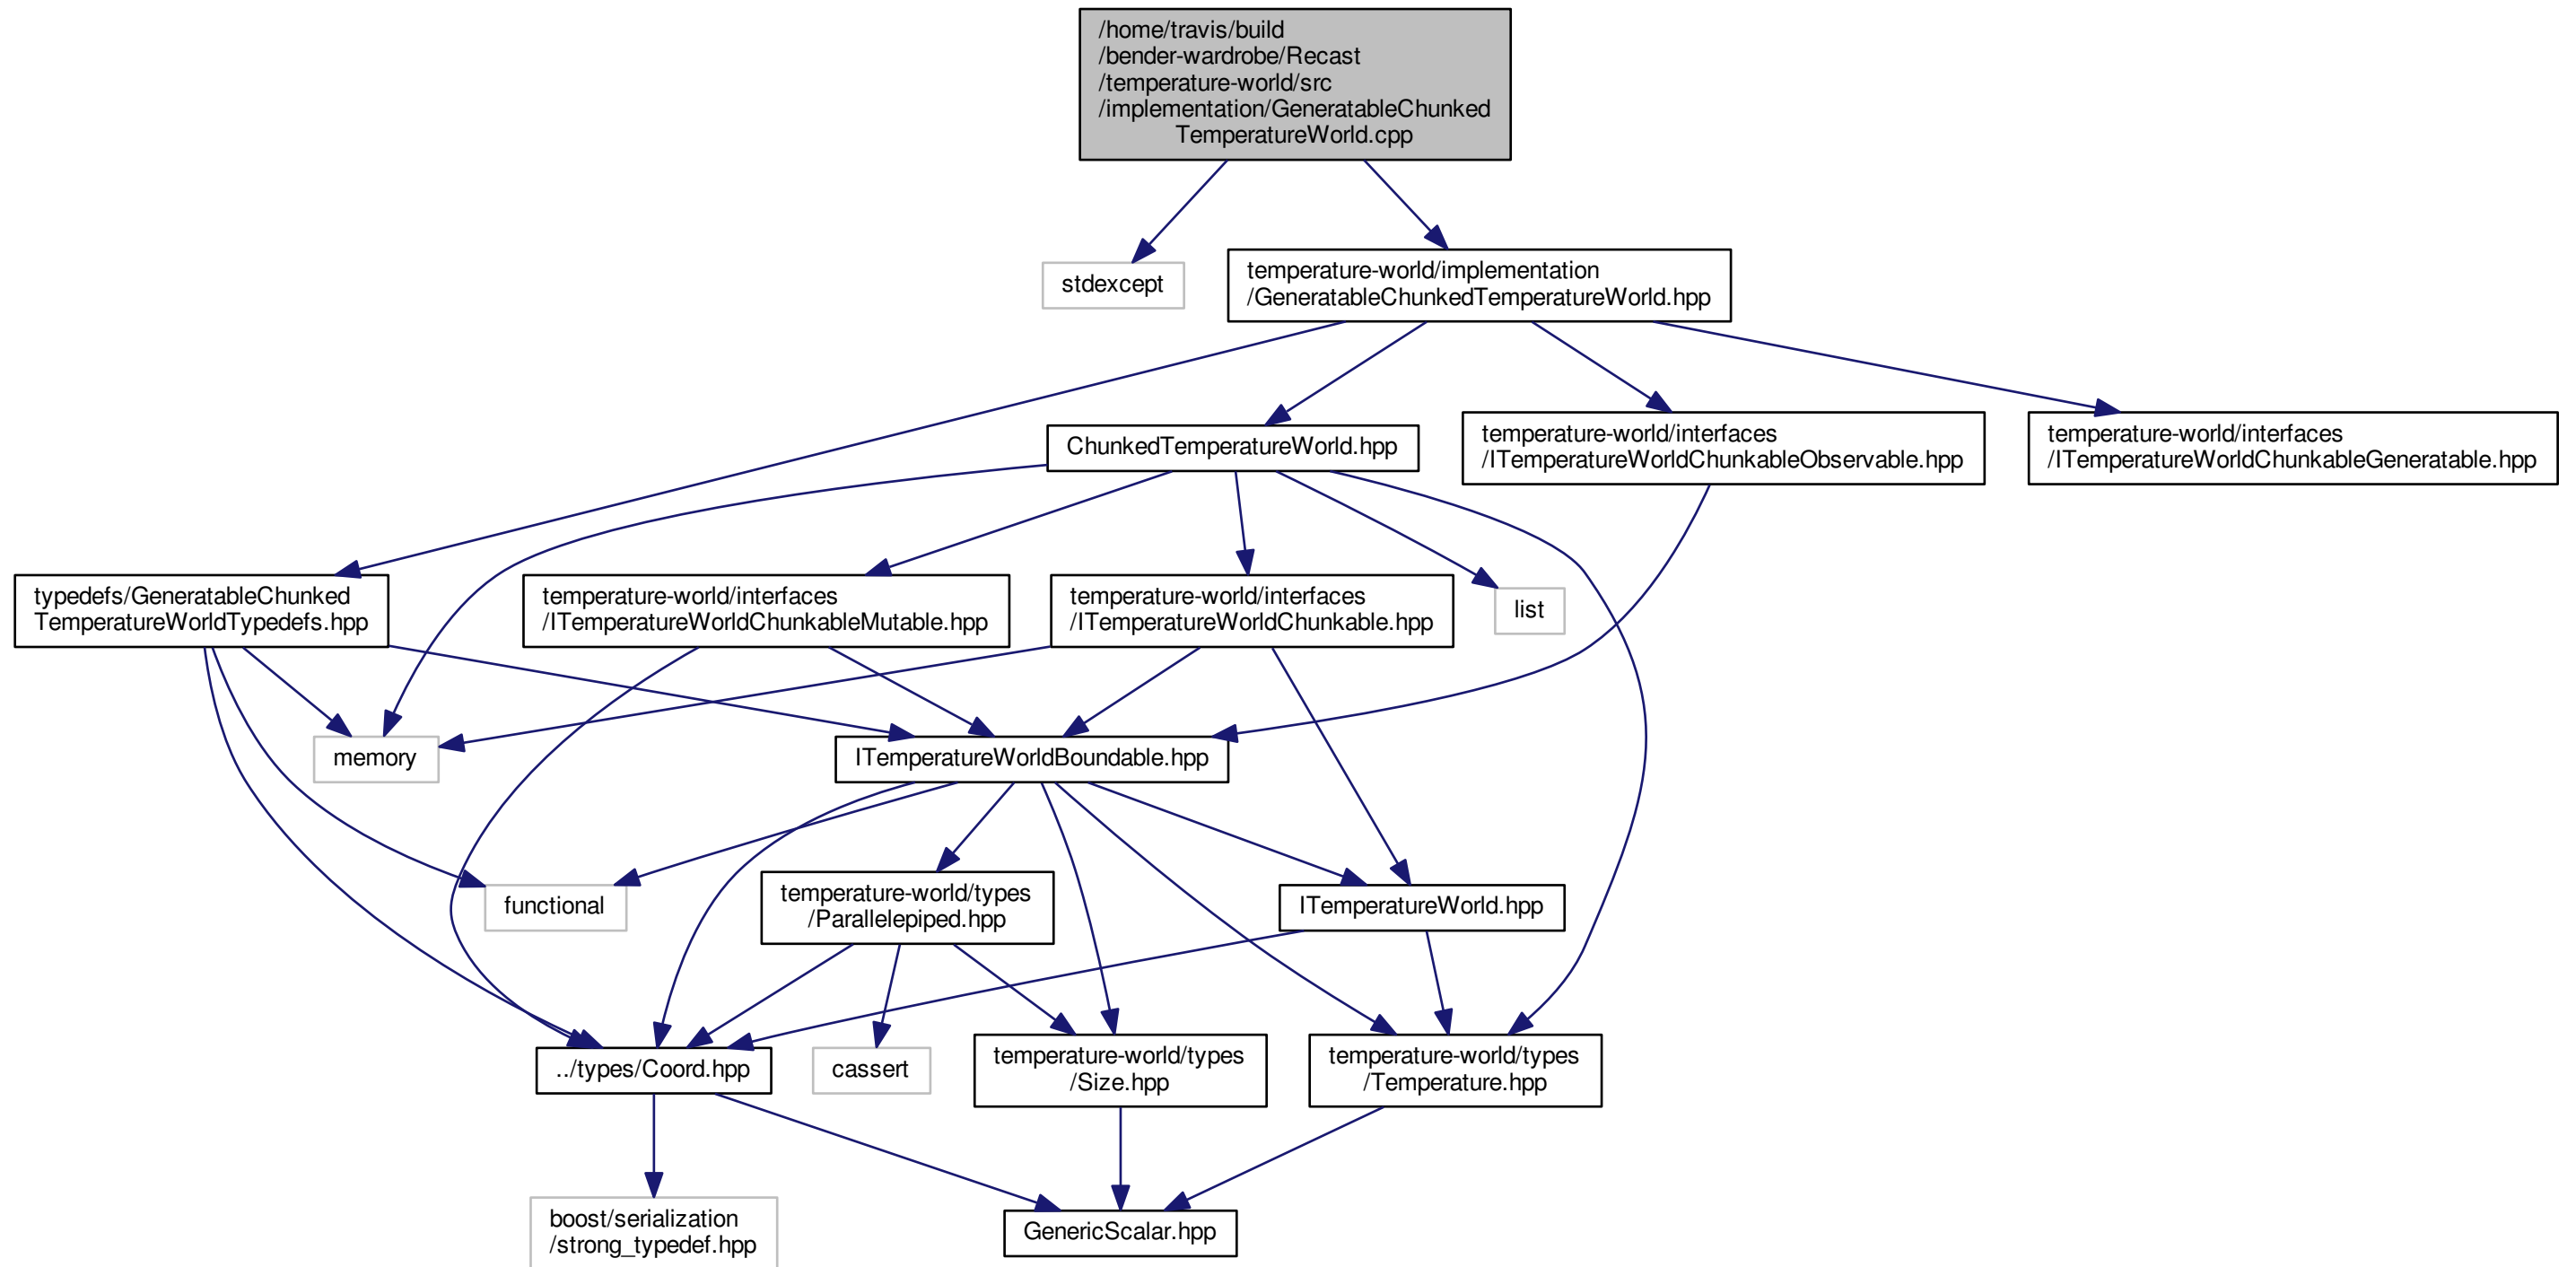 /home/travis/build
/bender-wardrobe/Recast
/temperature-world/src
/implementation/GeneratableChunked
TemperatureWorld.cpp
stdexcept
temperature-world/implementation
/GeneratableChunkedTemperatureWorld.hpp
ChunkedTemperatureWorld.hpp
temperature-world/interfaces
/ITemperatureWorldChunkableObservable.hpp
temperature-world/interfaces
/ITemperatureWorldChunkableGeneratable.hpp
typedefs/GeneratableChunked
TemperatureWorldTypedefs.hpp
temperature-world/interfaces
/ITemperatureWorldChunkableMutable.hpp
temperature-world/interfaces
/ITemperatureWorldChunkable.hpp
list
memory
ITemperatureWorldBoundable.hpp
functional
temperature-world/types
/Parallelepiped.hpp
ITemperatureWorld.hpp
../types/Coord.hpp
cassert
temperature-world/types
/Size.hpp
temperature-world/types
/Temperature.hpp
boost/serialization
/strong_typedef.hpp
GenericScalar.hpp